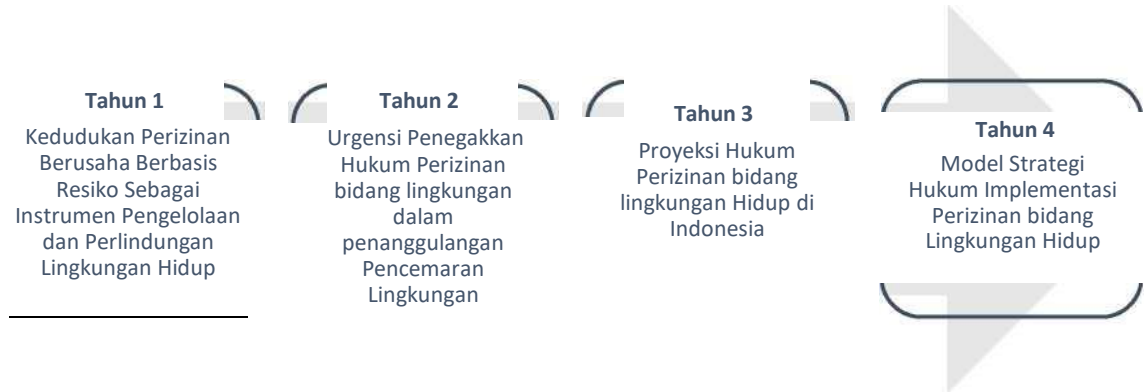 Tahun 1
Kedudukan Perizinan
Berusaha Berbasis
Resiko Sebagai
Instrumen Pengelolaan
dan Perlindungan
Lingkungan Hidup
Tahun 2
Urgensi Penegakkan
Hukum Perizinan
bidang lingkungan
dalam
penanggulangan
Pencemaran
Lingkungan
Tahun 3
Proyeksi Hukum
Perizinan bidang
lingkungan Hidup di
Indonesia
Tahun 4
Model Strategi
Hukum Implementasi
Perizinan bidang
Lingkungan Hidup